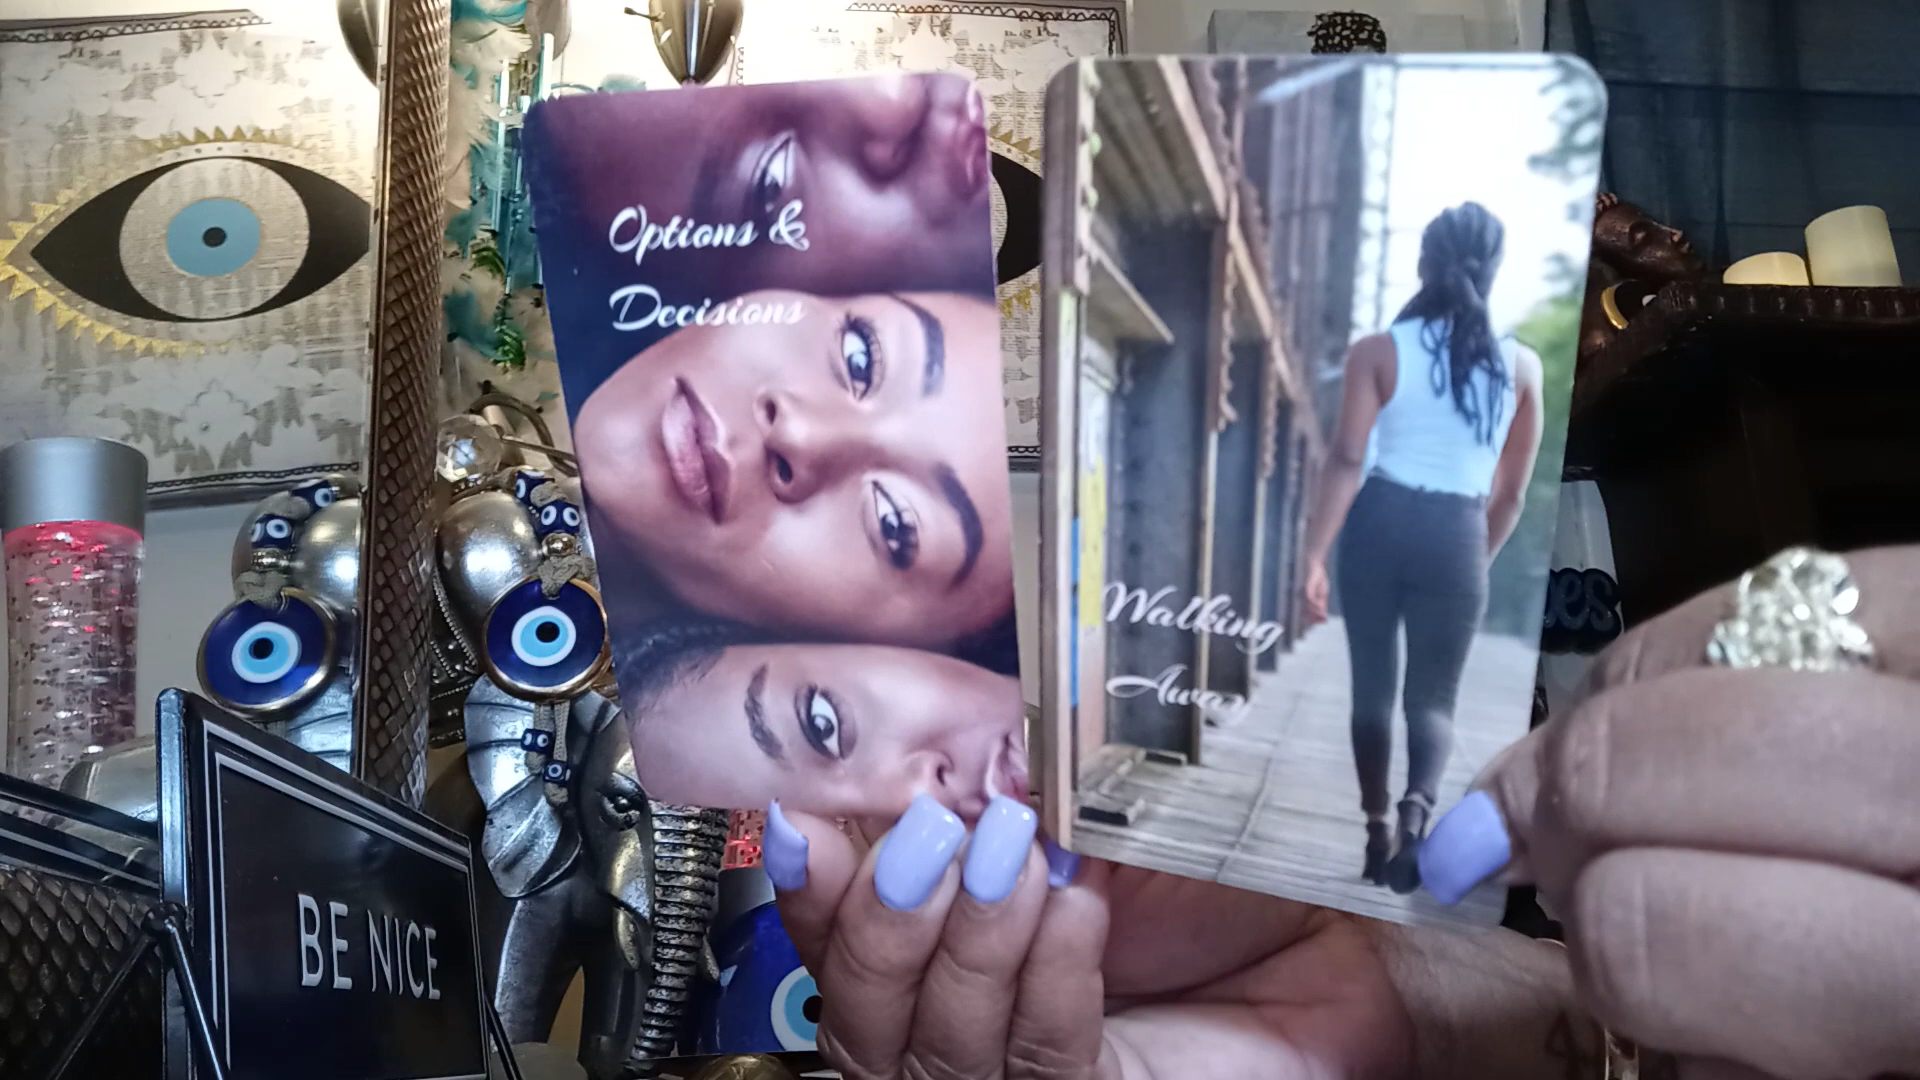 Options &
Decisions
Walking
Away
BE NICE